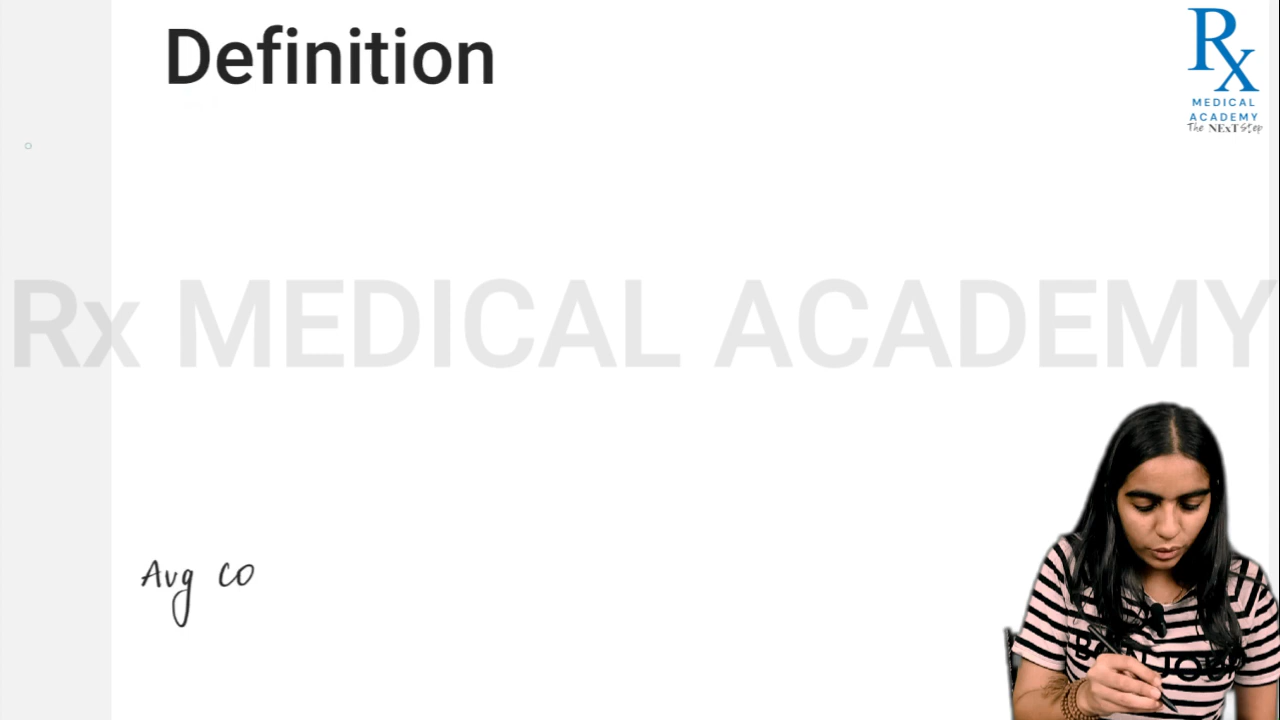 Definition
Rx
MEDICAL
ACADEMY
The NExT Step
Rx MEDICAL ACADEMY
Avg CO